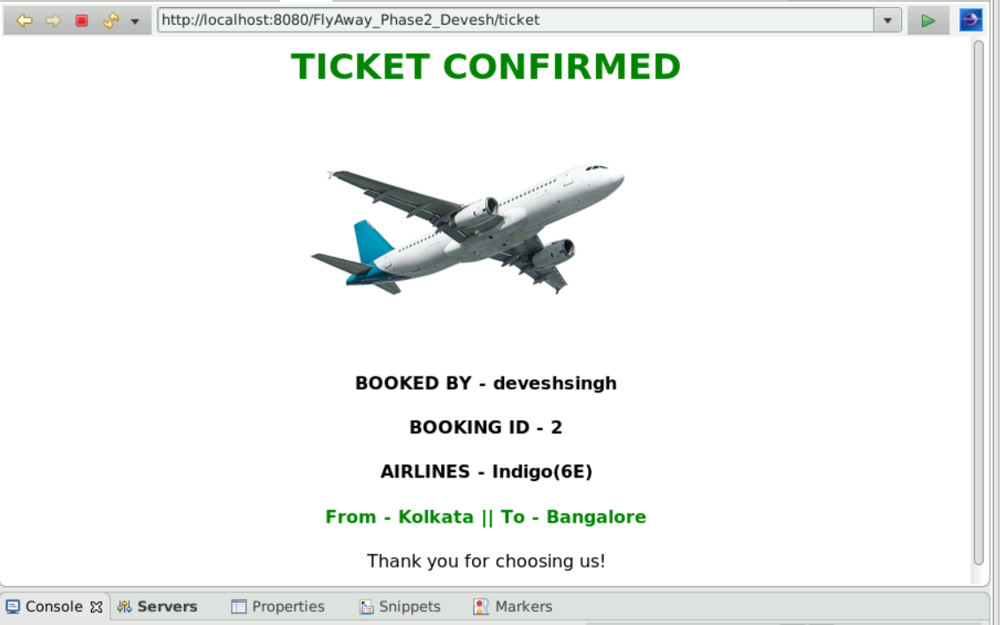 http://localhost:8080/FlyAway_Phase2_Devesh/ticket
TICKET CONFIRMED
BOOKED BY - deveshsingh
BOOKING ID - 2
AIRLINES - Indigo(6E)
From - Kolkata || To - Bangalore
Thank you for choosing us!
Console Servers Properties Snippets Markers